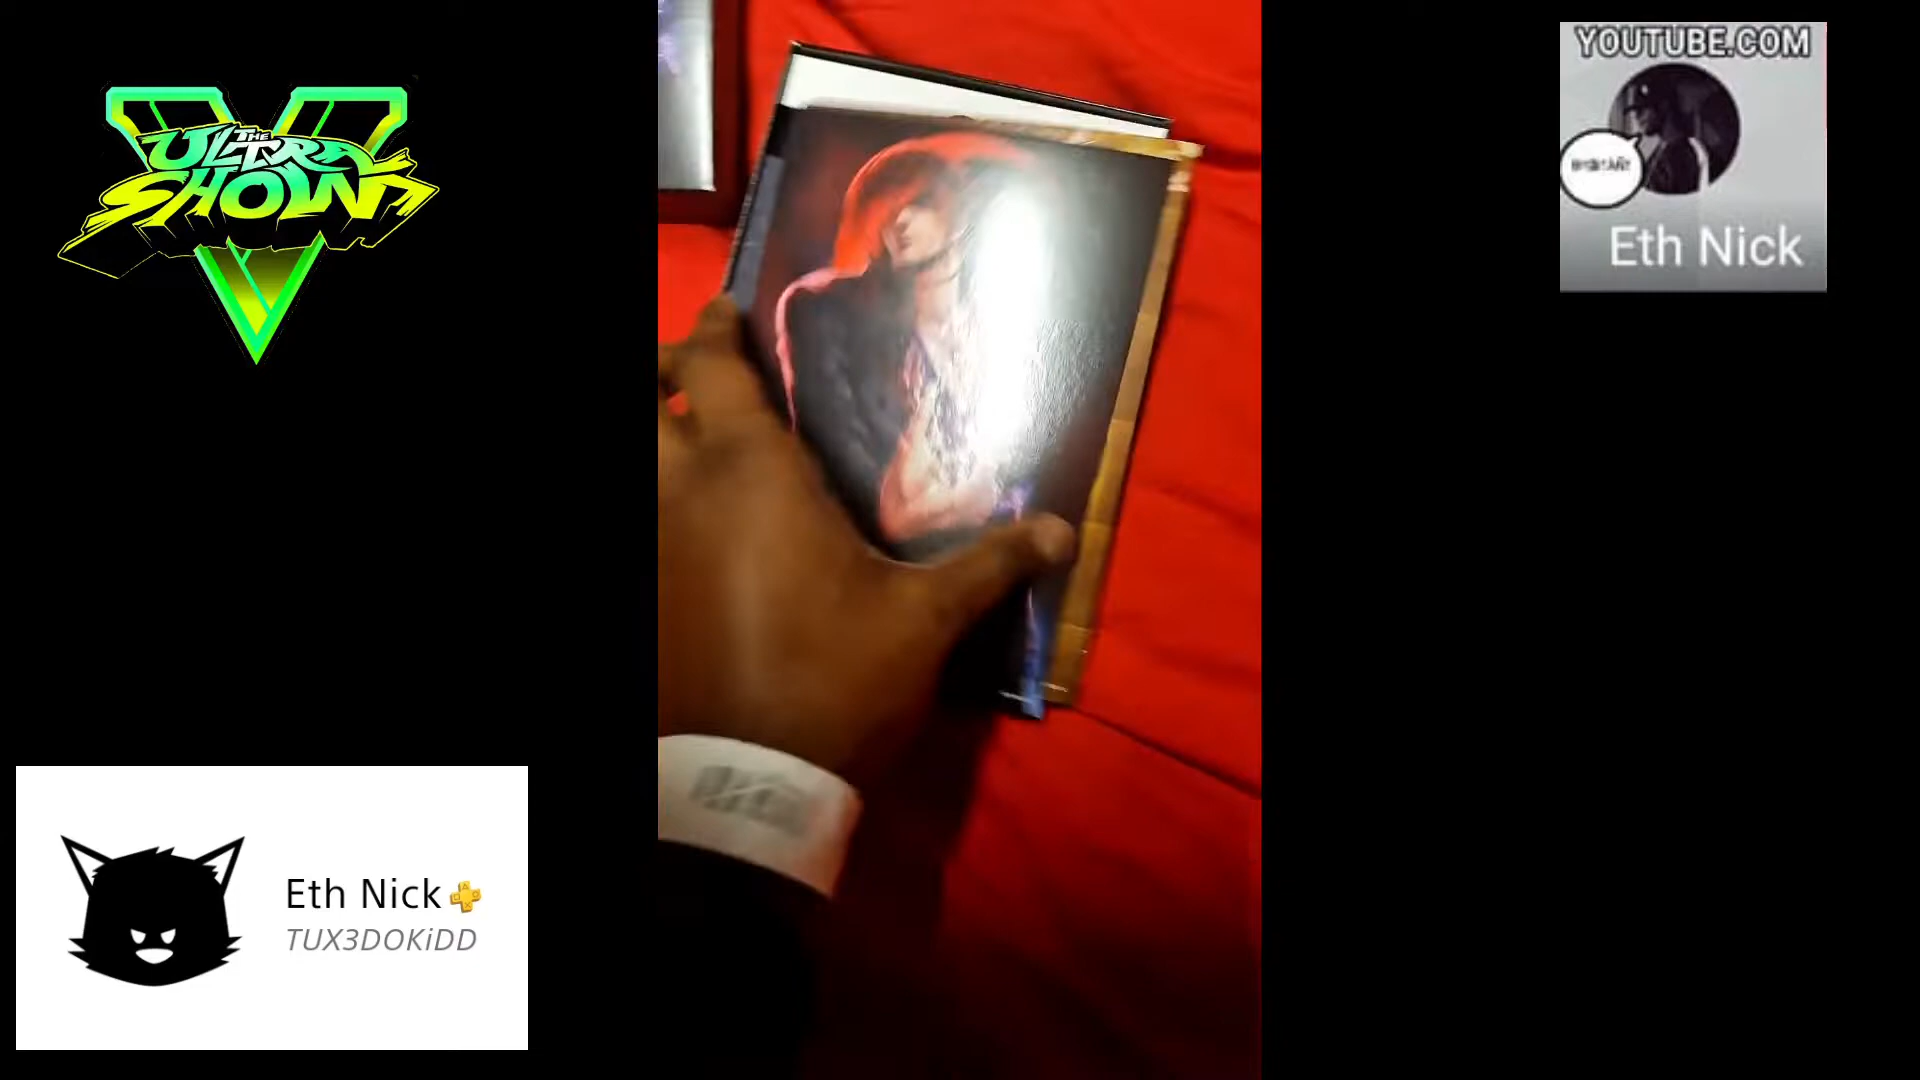 THE
ULTRA
SHOW
YOUTUBE.COM
Eth Nick
Eth Nick
TUX3DOKiDD